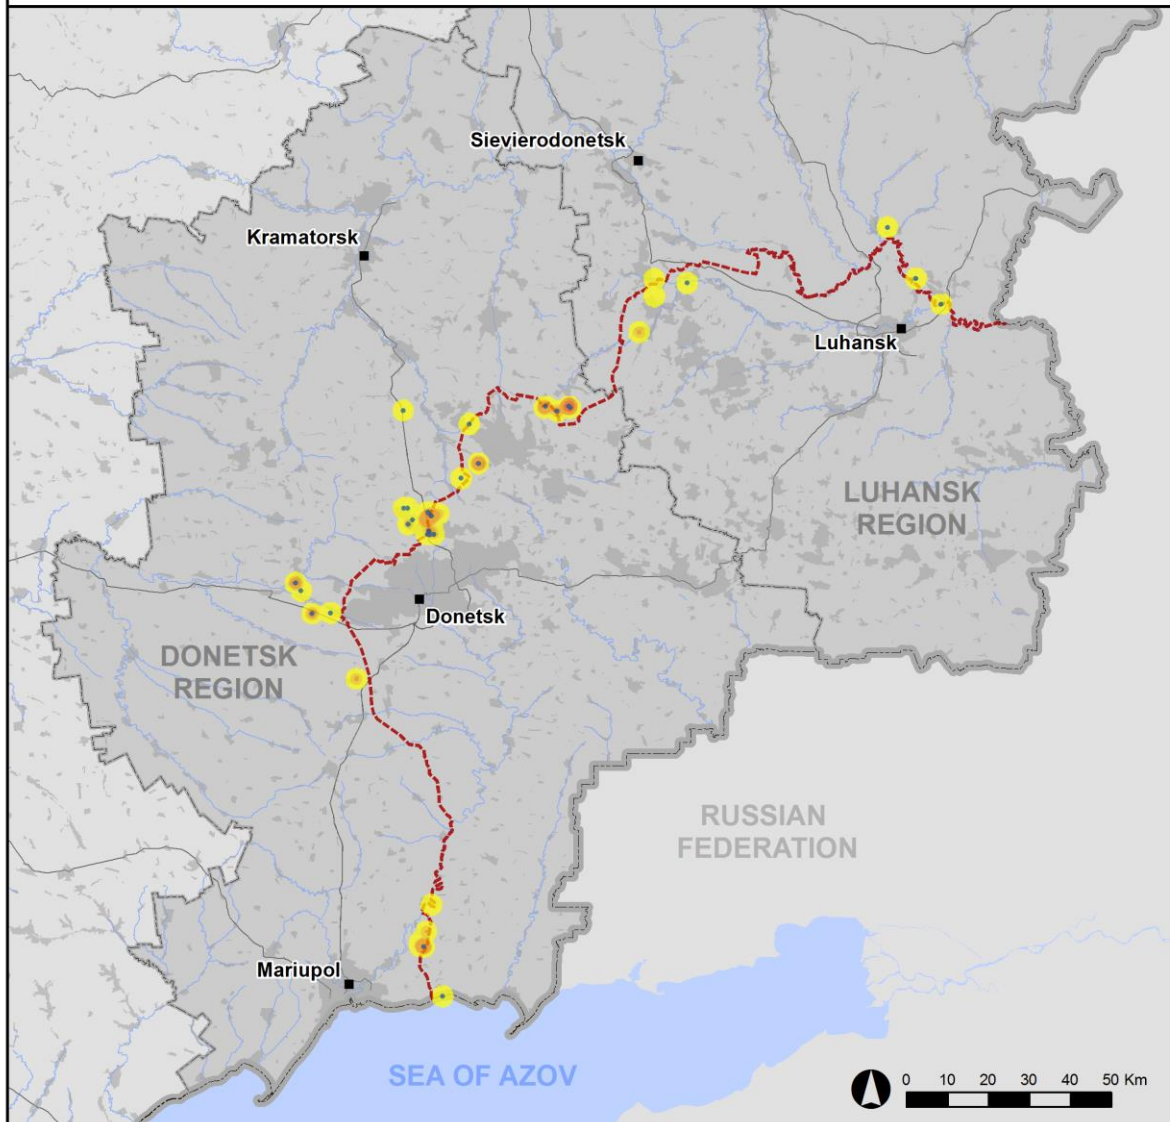 Sievierodonetsk
Kramatorsk
Luhansk
LUHANSK
REGION
Donetsk
DONETSK
REGION
RUSSIAN
FEDERATION
Mariupol
SEA OF AZOV
0 10 20 30 40 50 Km